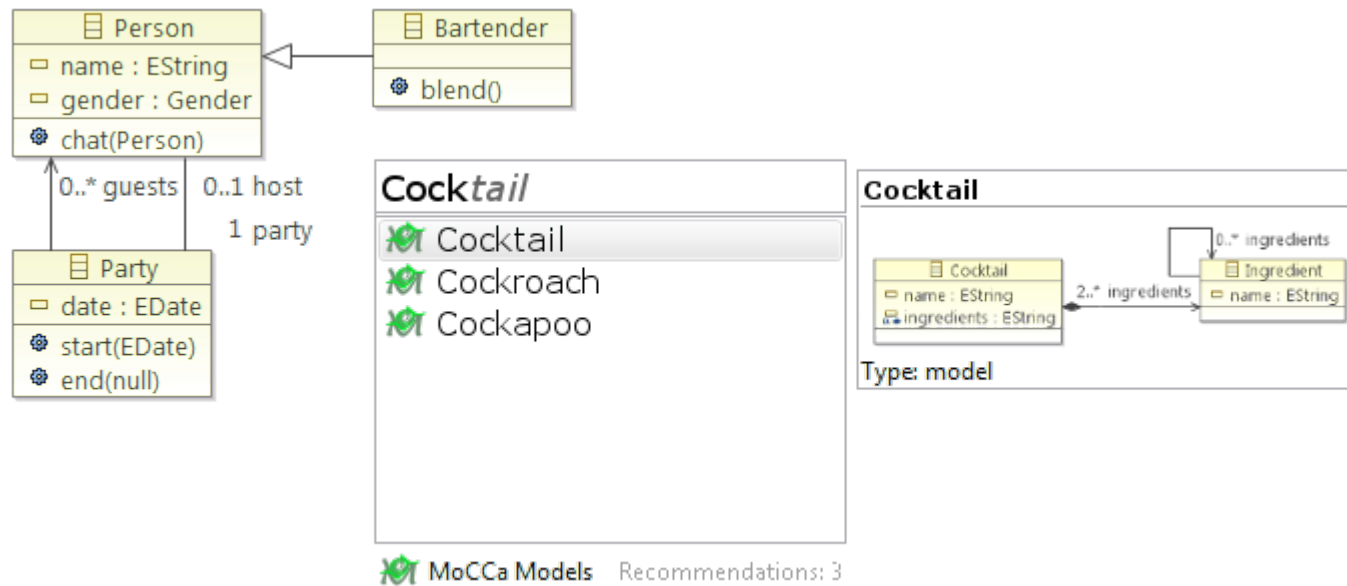 Person
name : EString
gender : Gender
chat(Person)
Bartender
blend()
0..* guests
0..1 host
1 party
Party
date : EDate
start(EDate)
end(null)
Cocktail
Cocktail
Cockroach
Cockapoo
MoCCa Models Recommendations: 3
Cocktail
0..* ingredients
Cocktail
name : EString
ingredients : EString
2..* ingredients
Ingredient
name : EString
Type: model